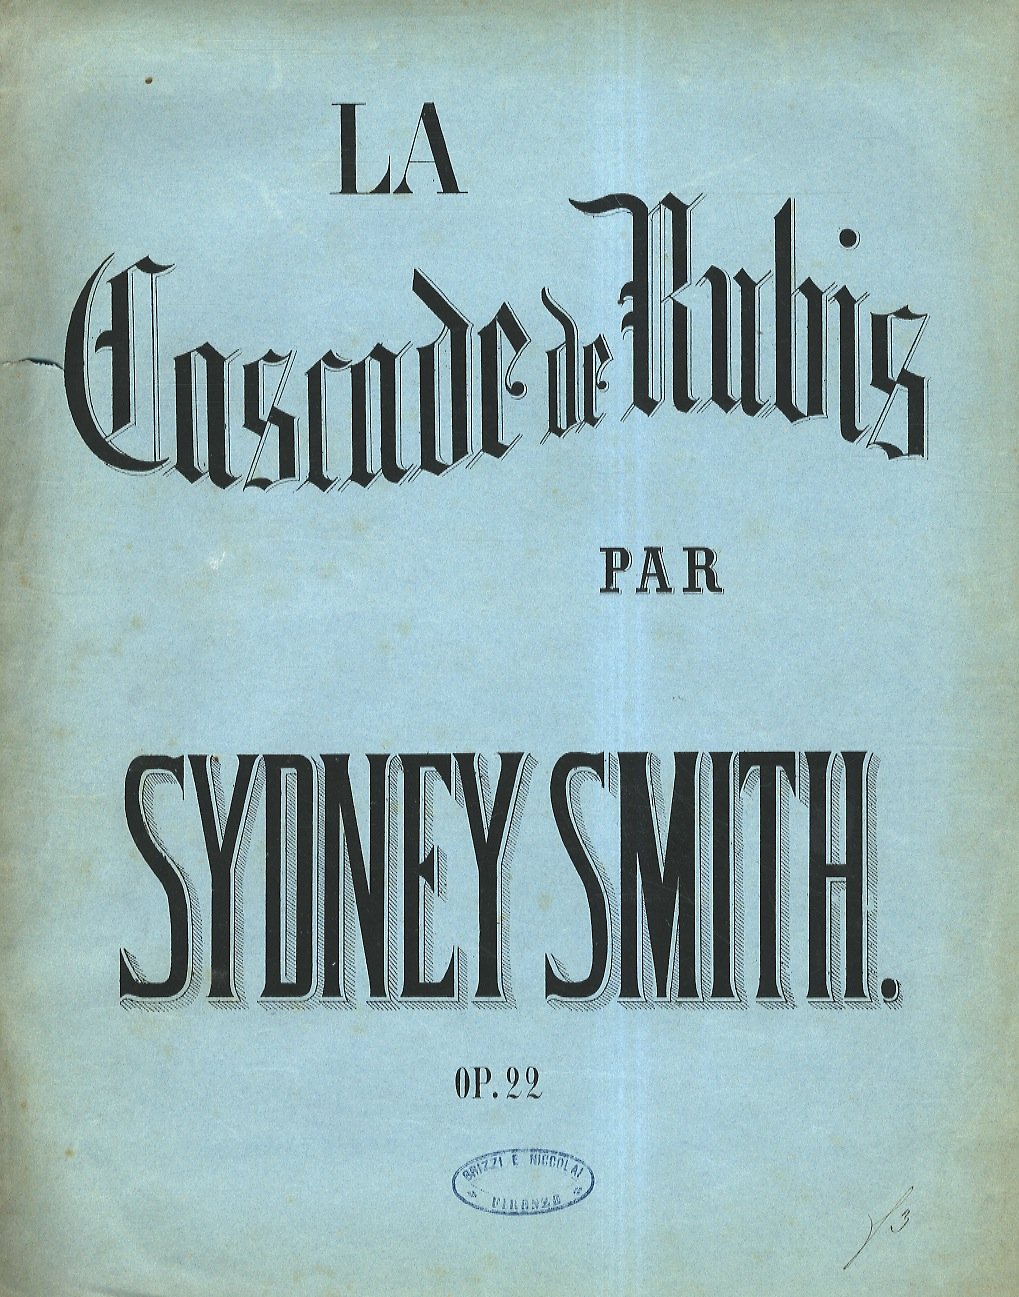 LA
Cascade de Rubis
PAR
SYDNEY SMITH.
OP. 22
BRIZZI E NICCOLAI
FIRENZE